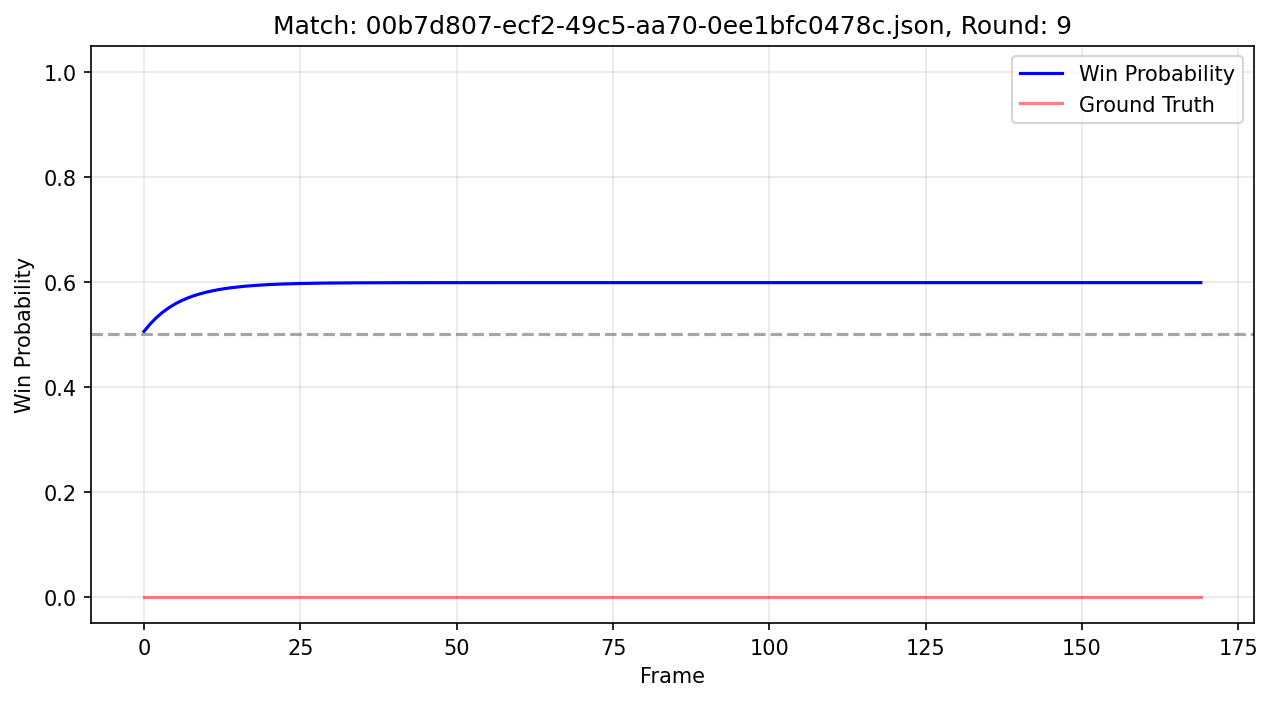 Match: 00b7d807-ecf2-49c5-aa70-0ee1bfc0478c.json, Round: 9
Win Probability
Ground Truth
1.0
0.8
0.6
0.4
0.2
0.0
Win Probability
0
25
50
75
100
125
150
175
Frame